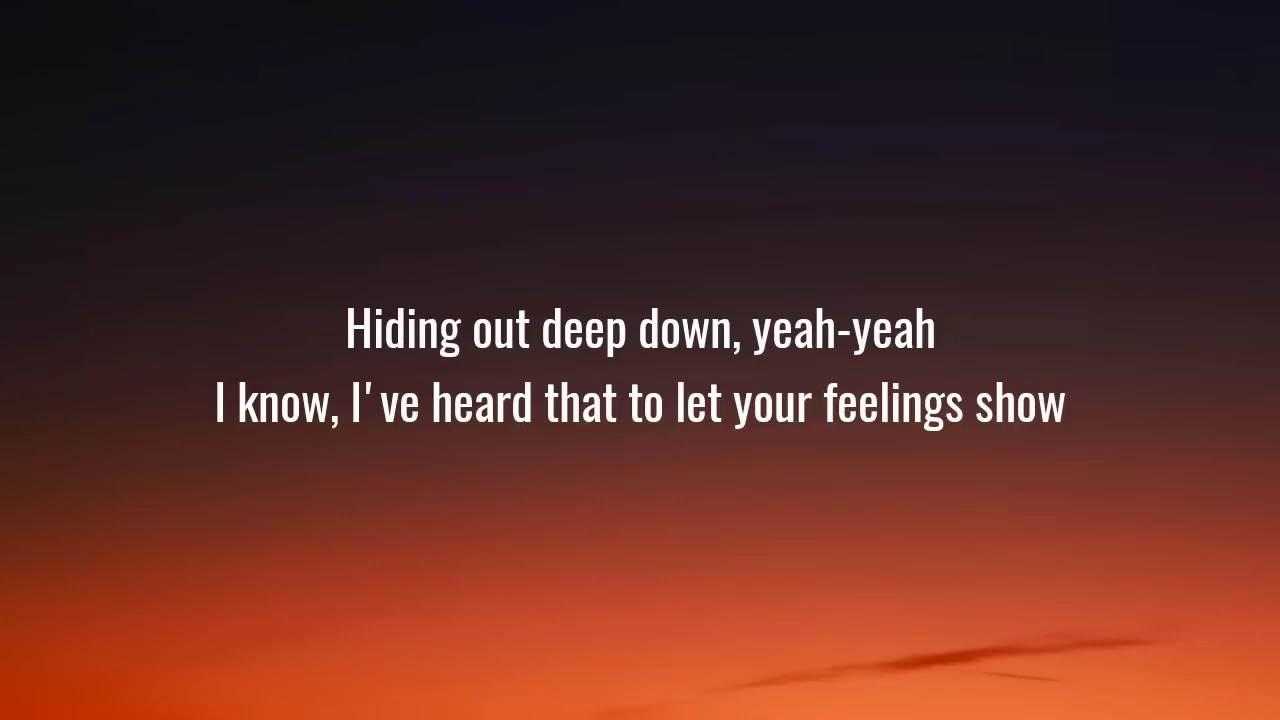 Hiding out deep down, yeah-yeah
I know, I've heard that to let your feelings show